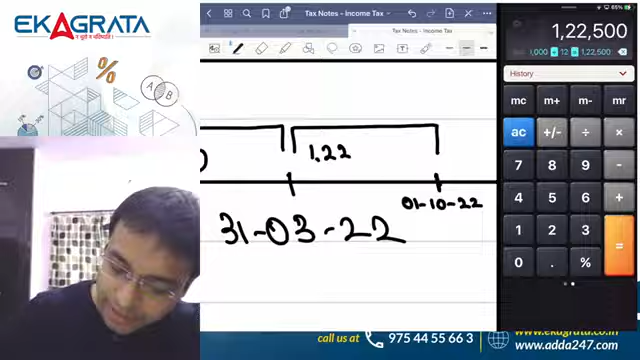 EKAGRATA
Tax Notes - Income Tax
65%
Tax Notes - Income Tax
1,22,500
1,000 ÷ 12 = 1,22,500
History
mc m+ m- mr
ac +/- ÷ ×
7 8 9 -
4 5 6 +
1 2 3 =
0 . %
%
A B
1.22
01-10-22
31-03-22
call us at 975 44 55 66 3
www.ekagrata.co.in
www.adda247.com